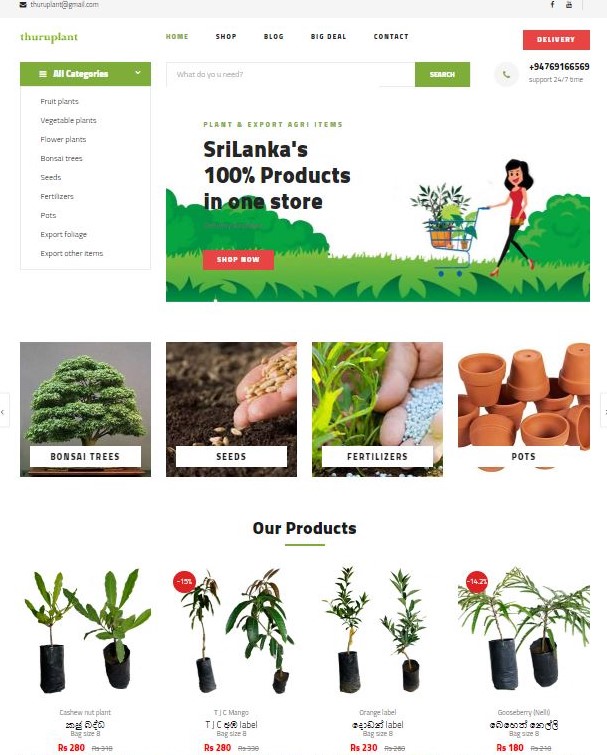 thuruplant@gmail.com
thuruplant
HOME SHOP BLOG BIG DEAL CONTACT
DELIVERY
All Categories
What do yo u need?
SEARCH
+94769166569
support 24/7 time
Fruit plants
Vegetable plants
Flower plants
Bonsai trees
Seeds
Fertilizers
Pots
Export foliage
Export other items
PLANT & EXPORT AGRI ITEMS
SriLanka's
100% Products
in one store
SHOP NOW
BONSAI TREES
SEEDS
FERTILIZERS
POTS
Our Products
-15%
-14.2%
Cashew nut plant
කජු බද්ධ
Bag size 8
Rs 280 Rs 310
T J C Mango
T J C අඹ label
Bag size 8
Rs 280 Rs 330
Orange label
දොඩන් label
Bag size 8
Rs 230 Rs 260
Gooseberry (Nelli)
බෙහෙත් නෙල්ලි
Bag size 8
Rs 180 Rs 210